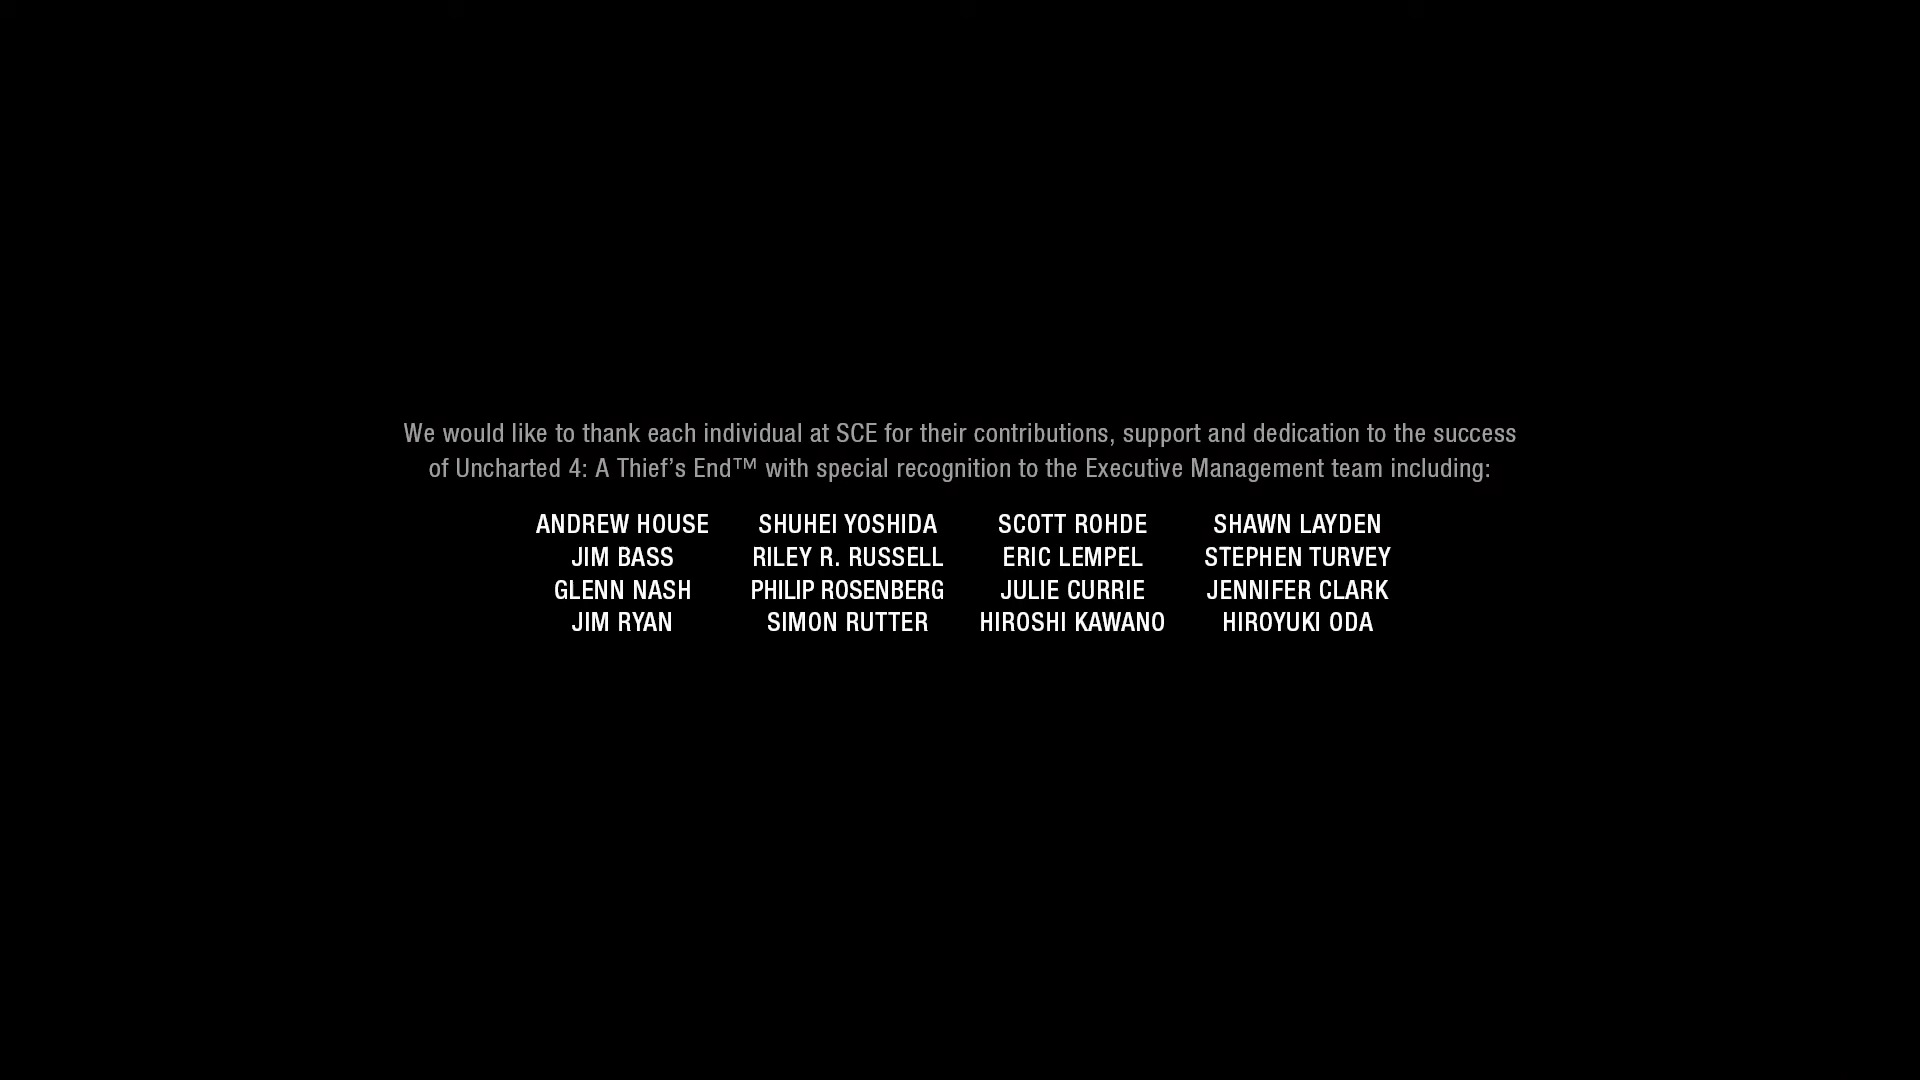 We would like to thank each individual at SCE for their contributions, support and dedication to the success
of Uncharted 4: A Thief’s End™ with special recognition to the Executive Management team including:
ANDREW HOUSE SHUHEI YOSHIDA SCOTT ROHDE SHAWN LAYDEN
JIM BASS RILEY R. RUSSELL ERIC LEMPEL STEPHEN TURVEY
GLENN NASH PHILIP ROSENBERG JULIE CURRIE JENNIFER CLARK
JIM RYAN SIMON RUTTER HIROSHI KAWANO HIROYUKI ODA